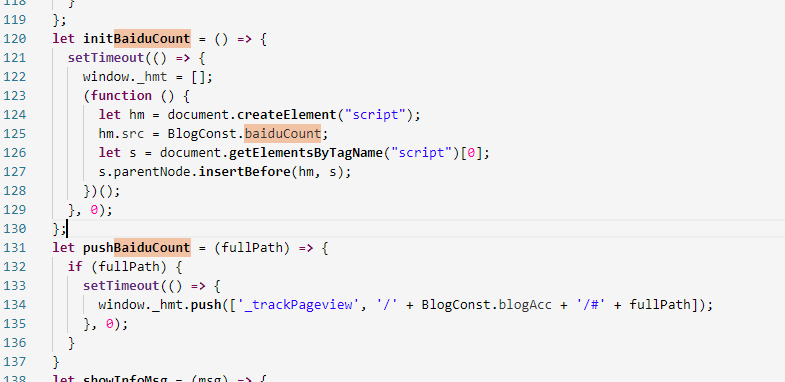 118 }
119 };
120 let initBaiduCount = () => {
121 setTimeout(() => {
122 window._hmt = [];
123 (function () {
124 let hm = document.createElement("script");
125 hm.src = BlogConst.baiduCount;
126 let s = document.getElementsByTagName("script")[0];
127 s.parentNode.insertBefore(hm, s);
128 })();
129 }, 0);
130 };
131 let pushBaiduCount = (fullPath) => {
132 if (fullPath) {
133 setTimeout(() => {
134 window._hmt.push(['_trackPageview', '/' + BlogConst.blogAcc + '/#' + fullPath]);
135 }, 0);
136 }
137 }
138 let showInfoMsg = (msg) => {